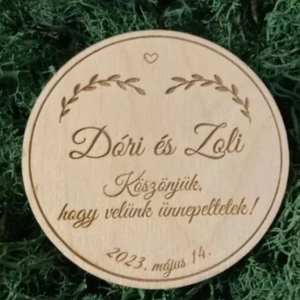 Dóri és Zoli
Köszönjük,
hogy velünk ünnepeltetek!
2023. május 14.